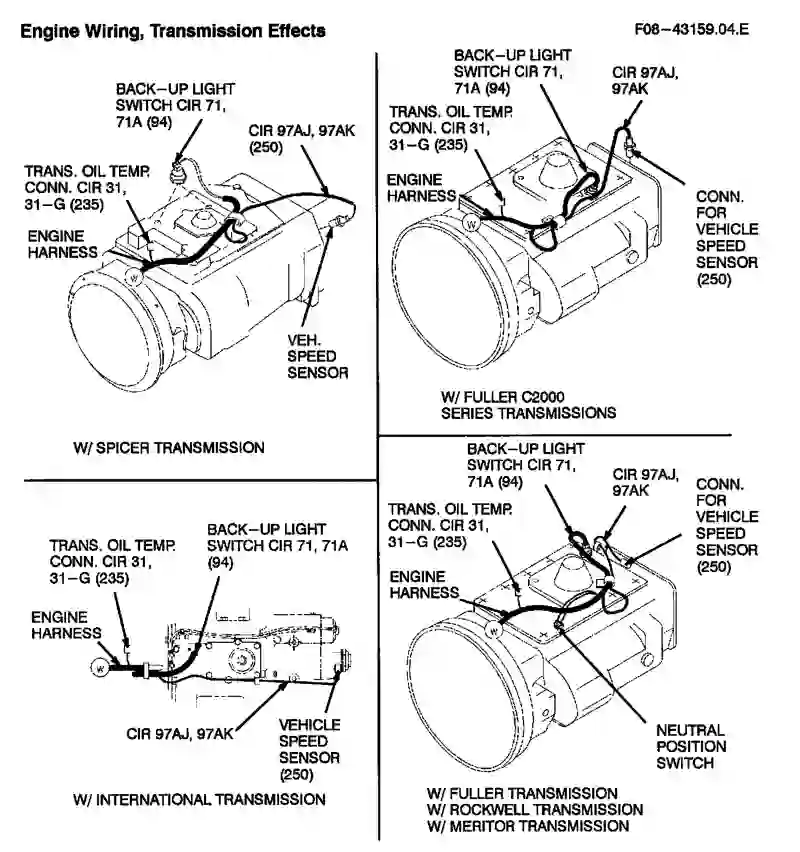 Engine Wiring, Transmission Effects
F08-43159.04.E
BACK-UP LIGHT
SWITCH CIR 71,
71A (94)
CIR 97AJ, 97AK
(250)
TRANS. OIL TEMP.
CONN. CIR 31,
31-G (235)
ENGINE
HARNESS
W
VEH.
SPEED
SENSOR
W/ SPICER TRANSMISSION
BACK-UP LIGHT
SWITCH CIR 71,
71A (94)
CIR 97AJ,
97AK
TRANS. OIL TEMP.
CONN. CIR 31,
31-G (235)
ENGINE
HARNESS
W
CONN.
FOR
VEHICLE
SPEED
SENSOR
(250)
W/ FULLER C2000
SERIES TRANSMISSIONS
TRANS. OIL TEMP.
CONN. CIR 31,
31-G (235)
BACK-UP LIGHT
SWITCH CIR 71, 71A
(94)
ENGINE
HARNESS
W
CIR 97AJ, 97AK
VEHICLE
SPEED
SENSOR
(250)
W/ INTERNATIONAL TRANSMISSION
BACK-UP LIGHT
SWITCH CIR 71,
71A (94)
CIR 97AJ,
97AK
CONN.
FOR
VEHICLE
SPEED
SENSOR
(250)
TRANS. OIL TEMP.
CONN. CIR 31,
31-G (235)
ENGINE
HARNESS
W
NEUTRAL
POSITION
SWITCH
W/ FULLER TRANSMISSION
W/ ROCKWELL TRANSMISSION
W/ MERITOR TRANSMISSION